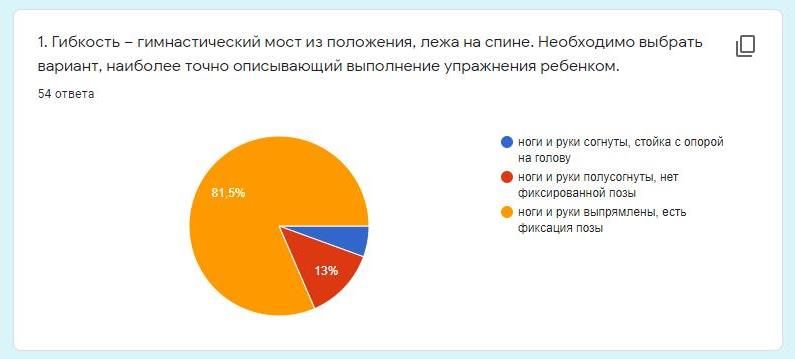 1. Гибкость – гимнастический мост из положения, лежа на спине. Необходимо выбрать
вариант, наиболее точно описывающий выполнение упражнения ребенком.
54 ответа
81,5%
13%
ноги и руки согнуты, стойка с опорой
на голову
ноги и руки полусогнуты, нет
фиксированной позы
ноги и руки выпрямлены, есть
фиксация позы